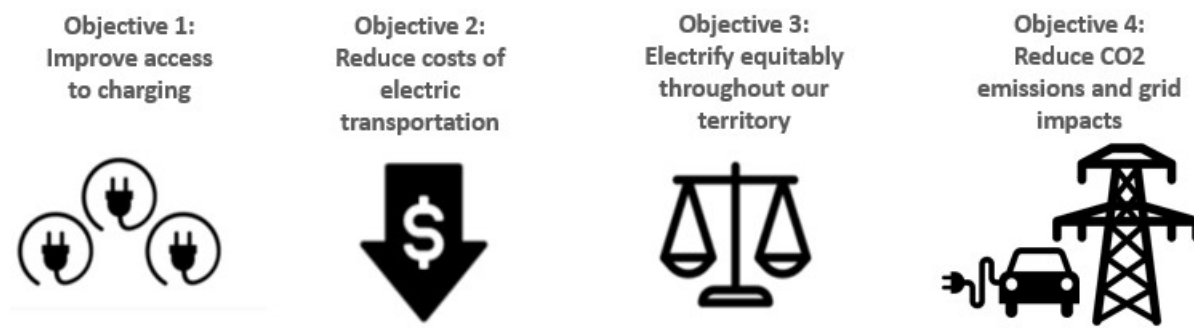 Objective 1:
Improve access
to charging
Objective 2:
Reduce costs of
electric
transportation
Objective 3:
Electrify equitably
throughout our
territory
Objective 4:
Reduce CO2
emissions and grid
impacts
$